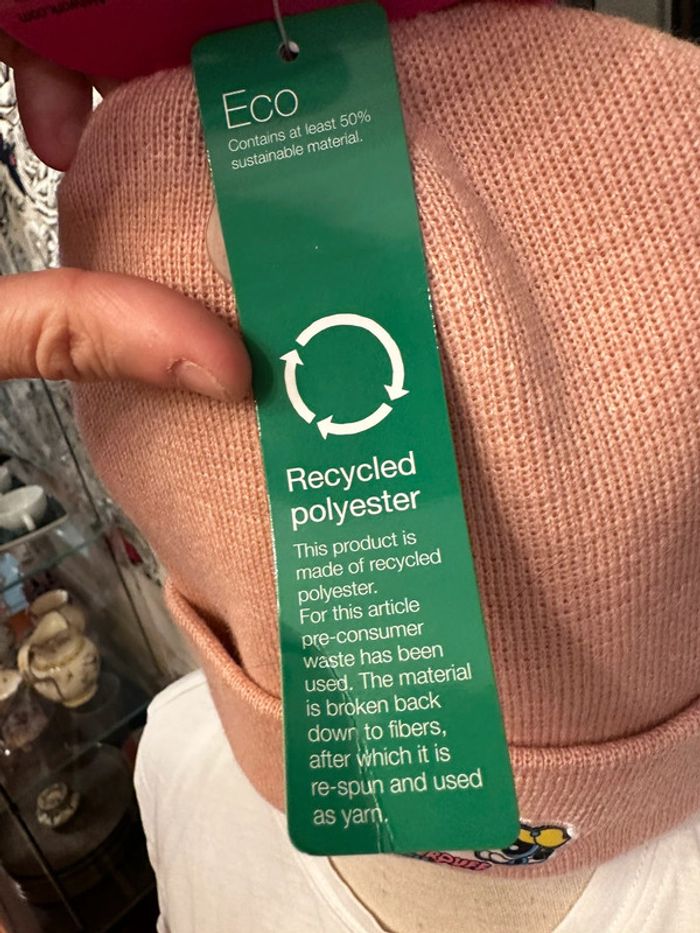 Eco
Contains at least 50%
sustainable material.
Recycled
polyester
This product is
made of recycled
polyester.
For this article
pre-consumer
waste has been
used. The material
is broken back
down to fibers,
after which it is
re-spun and used
as yarn.